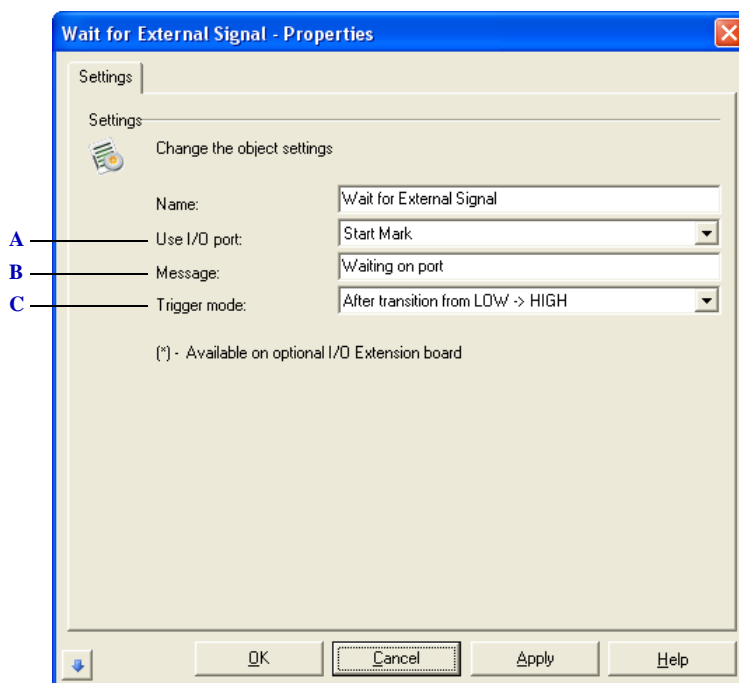 Wait for External Signal - Properties
Settings
Settings
Change the object settings
Name: Wait for External Signal
A Use I/O port: Start Mark
B Message: Waiting on port
C Trigger mode: After transition from LOW -> HIGH
(*) - Available on optional I/O Extension board
OK Cancel Apply Help